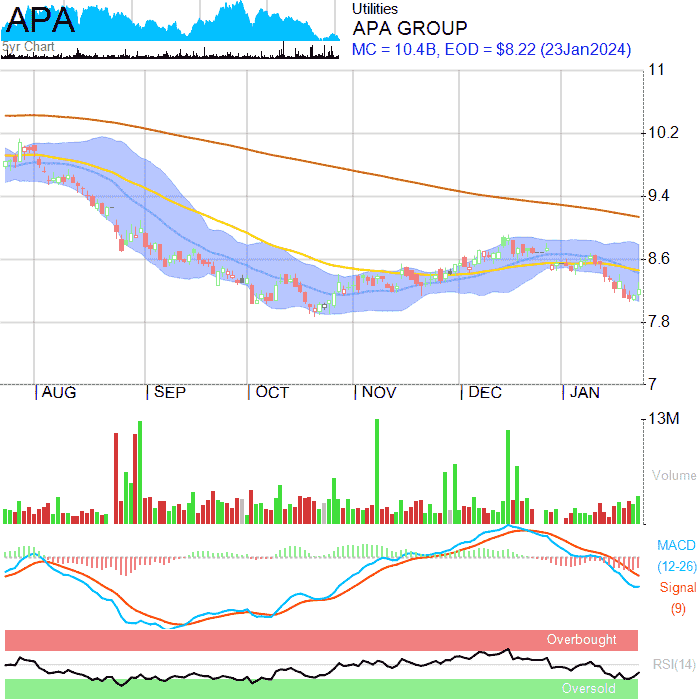 APA
5yr Chart
Utilities
APA GROUP
MC = 10.4B, EOD = $8.22 (23Jan2024)
11
10.2
9.4
8.6
7.8
7
AUG
SEP
OCT
NOV
DEC
JAN
13M
Volume
MACD
(12-26)
Signal
(9)
Overbought
RSI(14)
Oversold